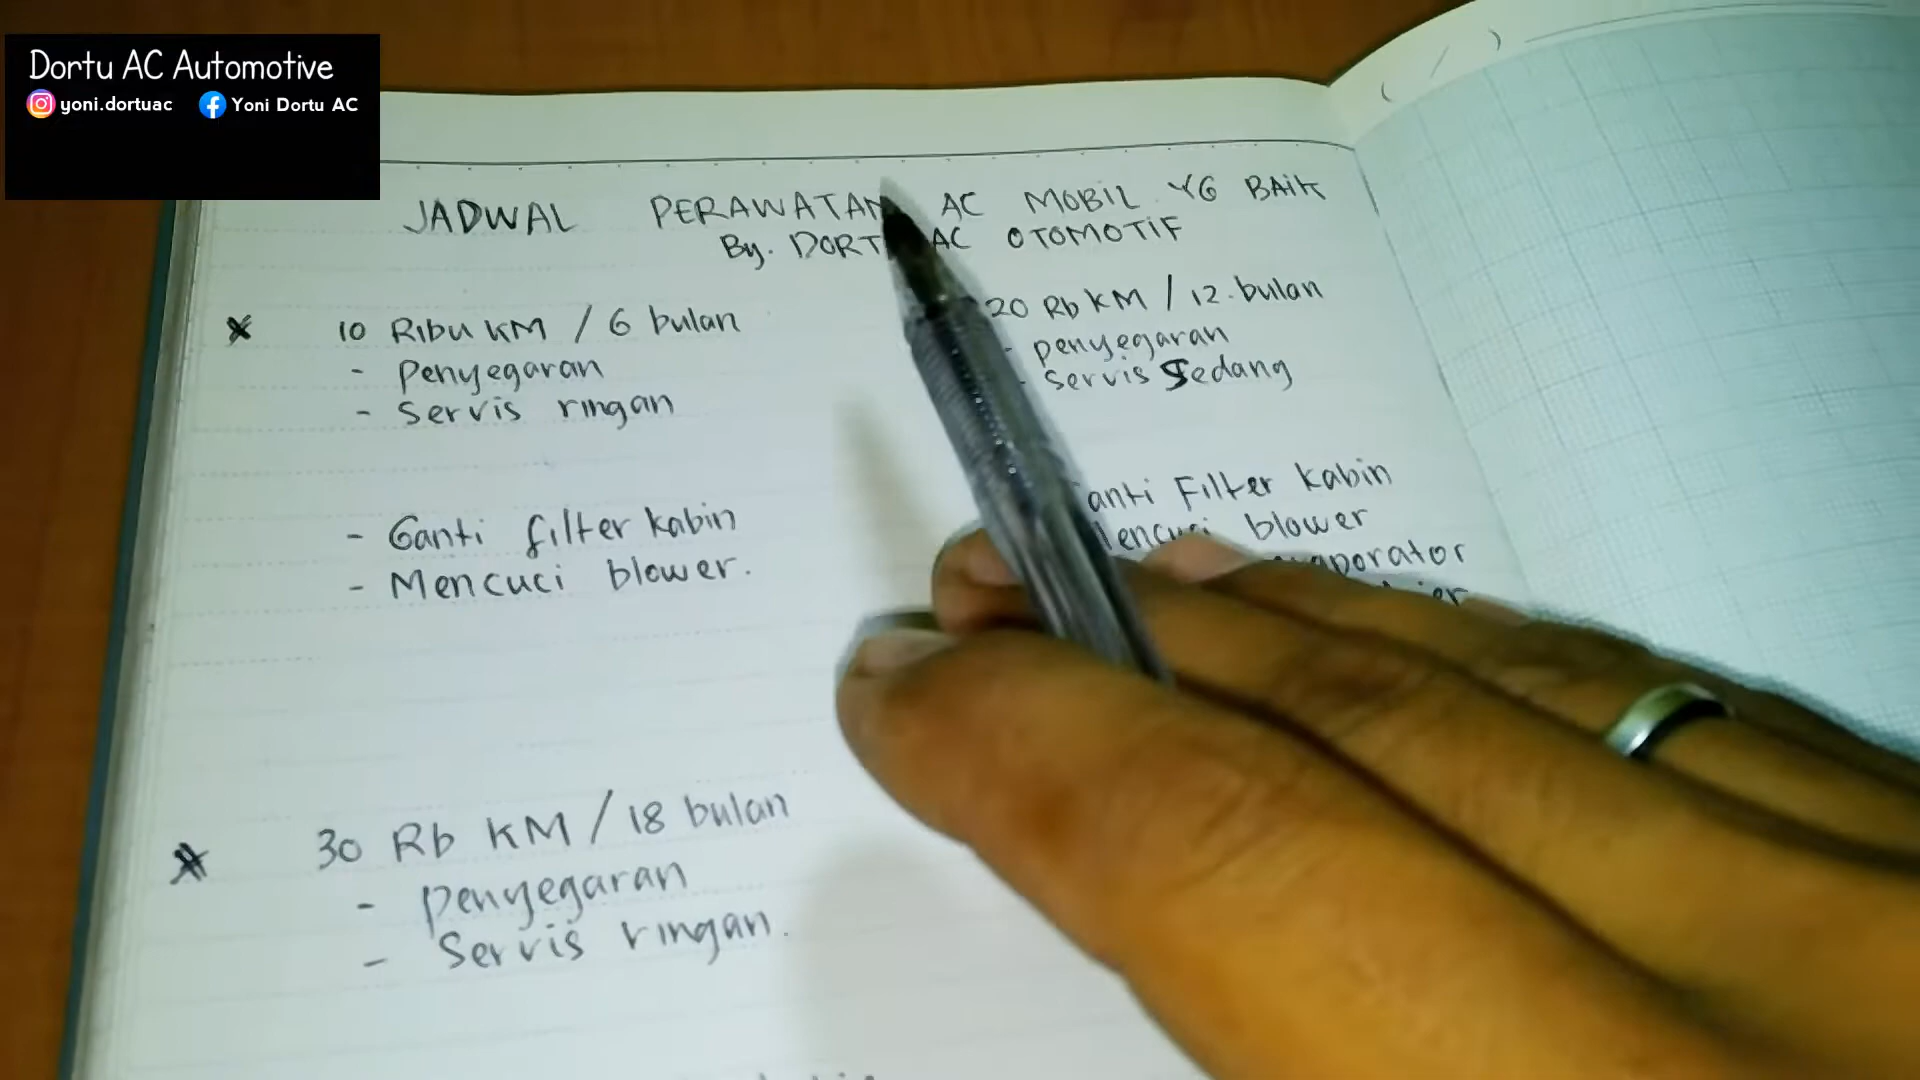 Dortu AC Automotive
yoni.dortuac Yoni Dortu AC
JADWAL PERAWATAN AC MOBIL YG BAIK
By. DORT AC OTOMOTIF
10 Ribu KM / 6 bulan
- Penyegaran
- Servis ringan
- Ganti filter kabin
- Mencuci blower.
20 Rb KM / 12. bulan
- penyegaran
- servis Sedang
anti Filter kabin
blower
30 Rb KM / 18 bulan
- penyegaran
- Servis ringan.